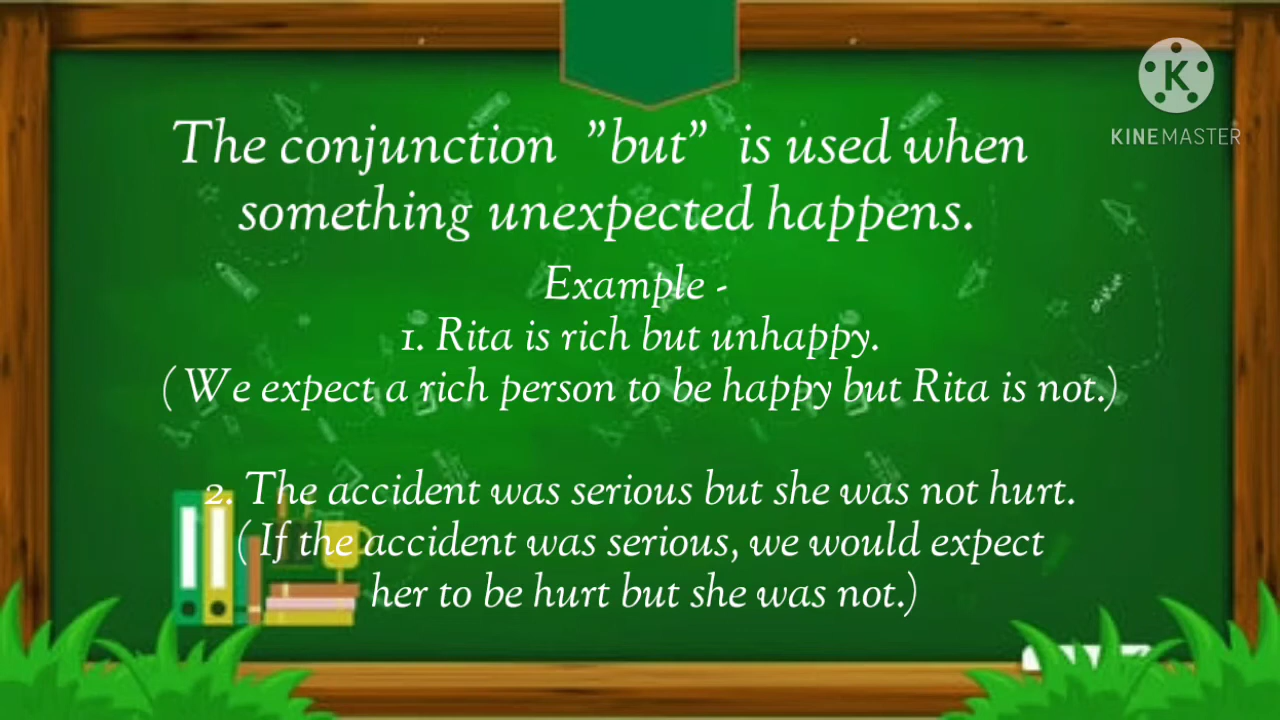 The conjunction ”but” is used when
something unexpected happens.
Example -
1. Rita is rich but unhappy.
( We expect a rich person to be happy but Rita is not.)
2. The accident was serious but she was not hurt.
( If the accident was serious, we would expect
her to be hurt but she was not.)
K
KINEMASTER